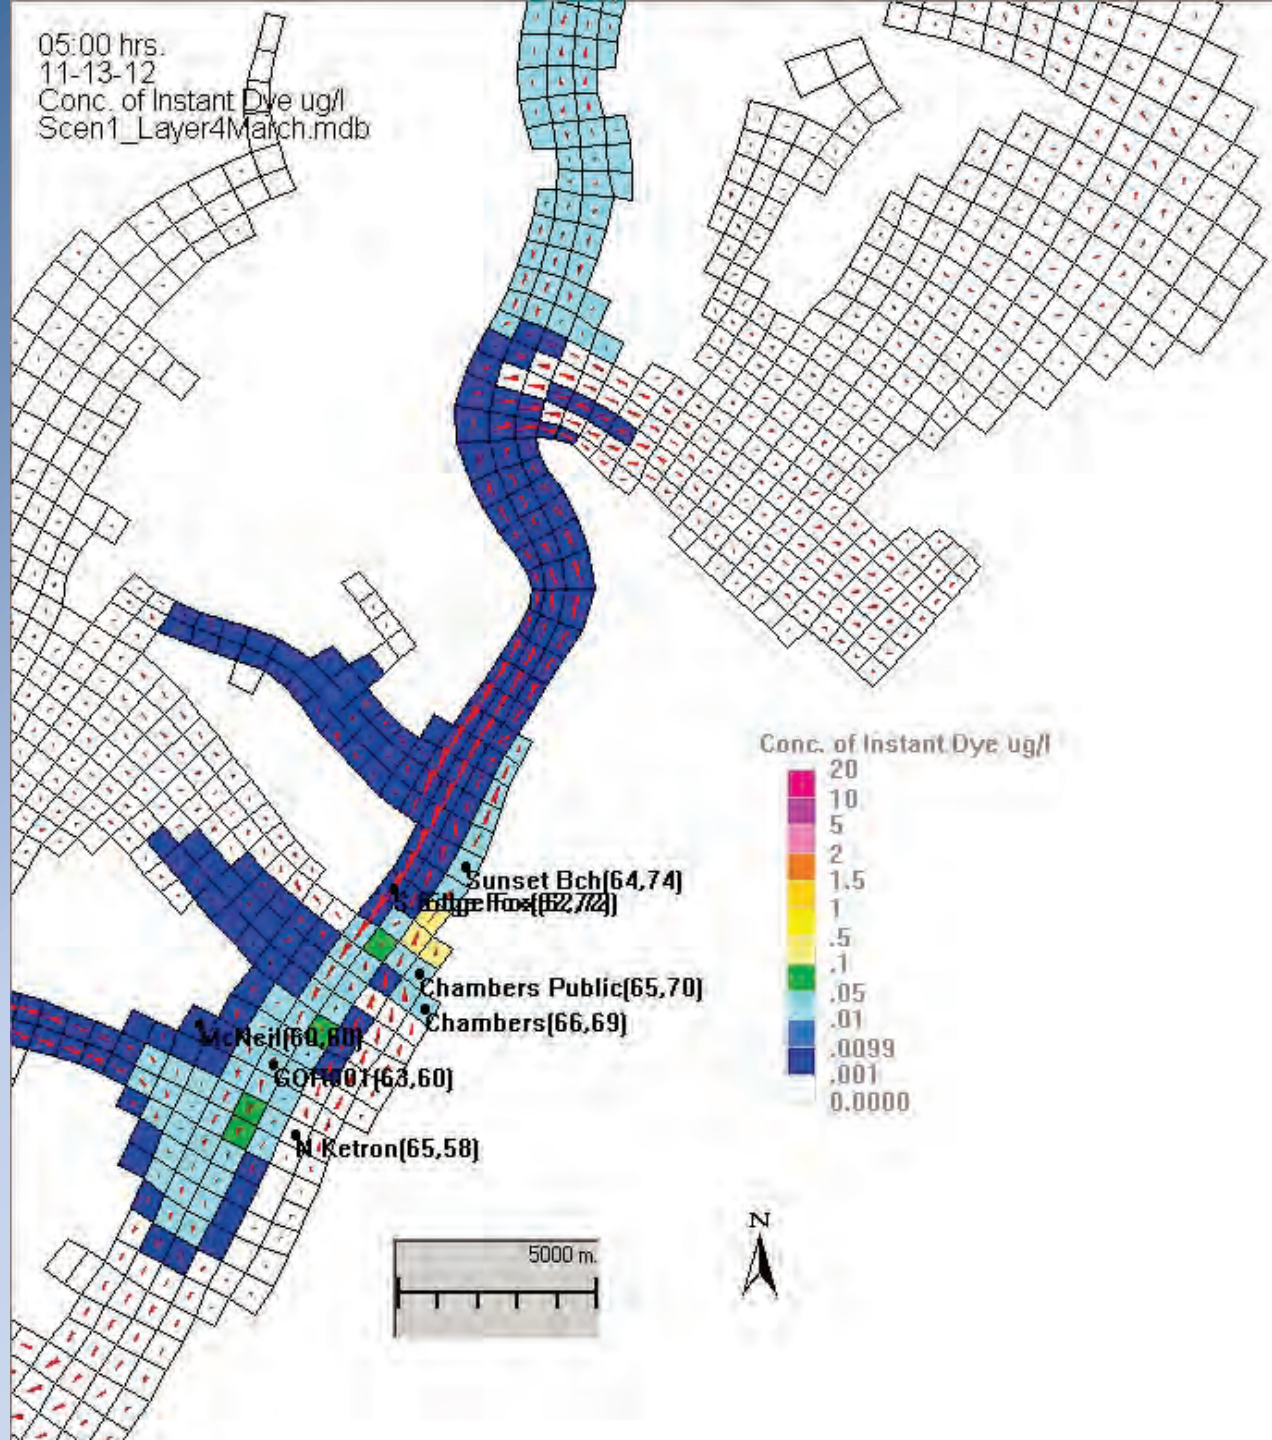 05:00 hrs.
11-13-12
Conc. of Instant Dye ug/l
Scen1_Layer4March.mdb
Conc. of Instant Dye ug/l
20
10
5
2
1.5
1
.5
.1
.05
.01
.0099
.001
0.0000
Sunset Bch(64,74)
Chambers Public(65,70)
Chambers(66,69)
McNeil(60,60)
(63,60)
N Ketron(65,58)
5000 m.
N